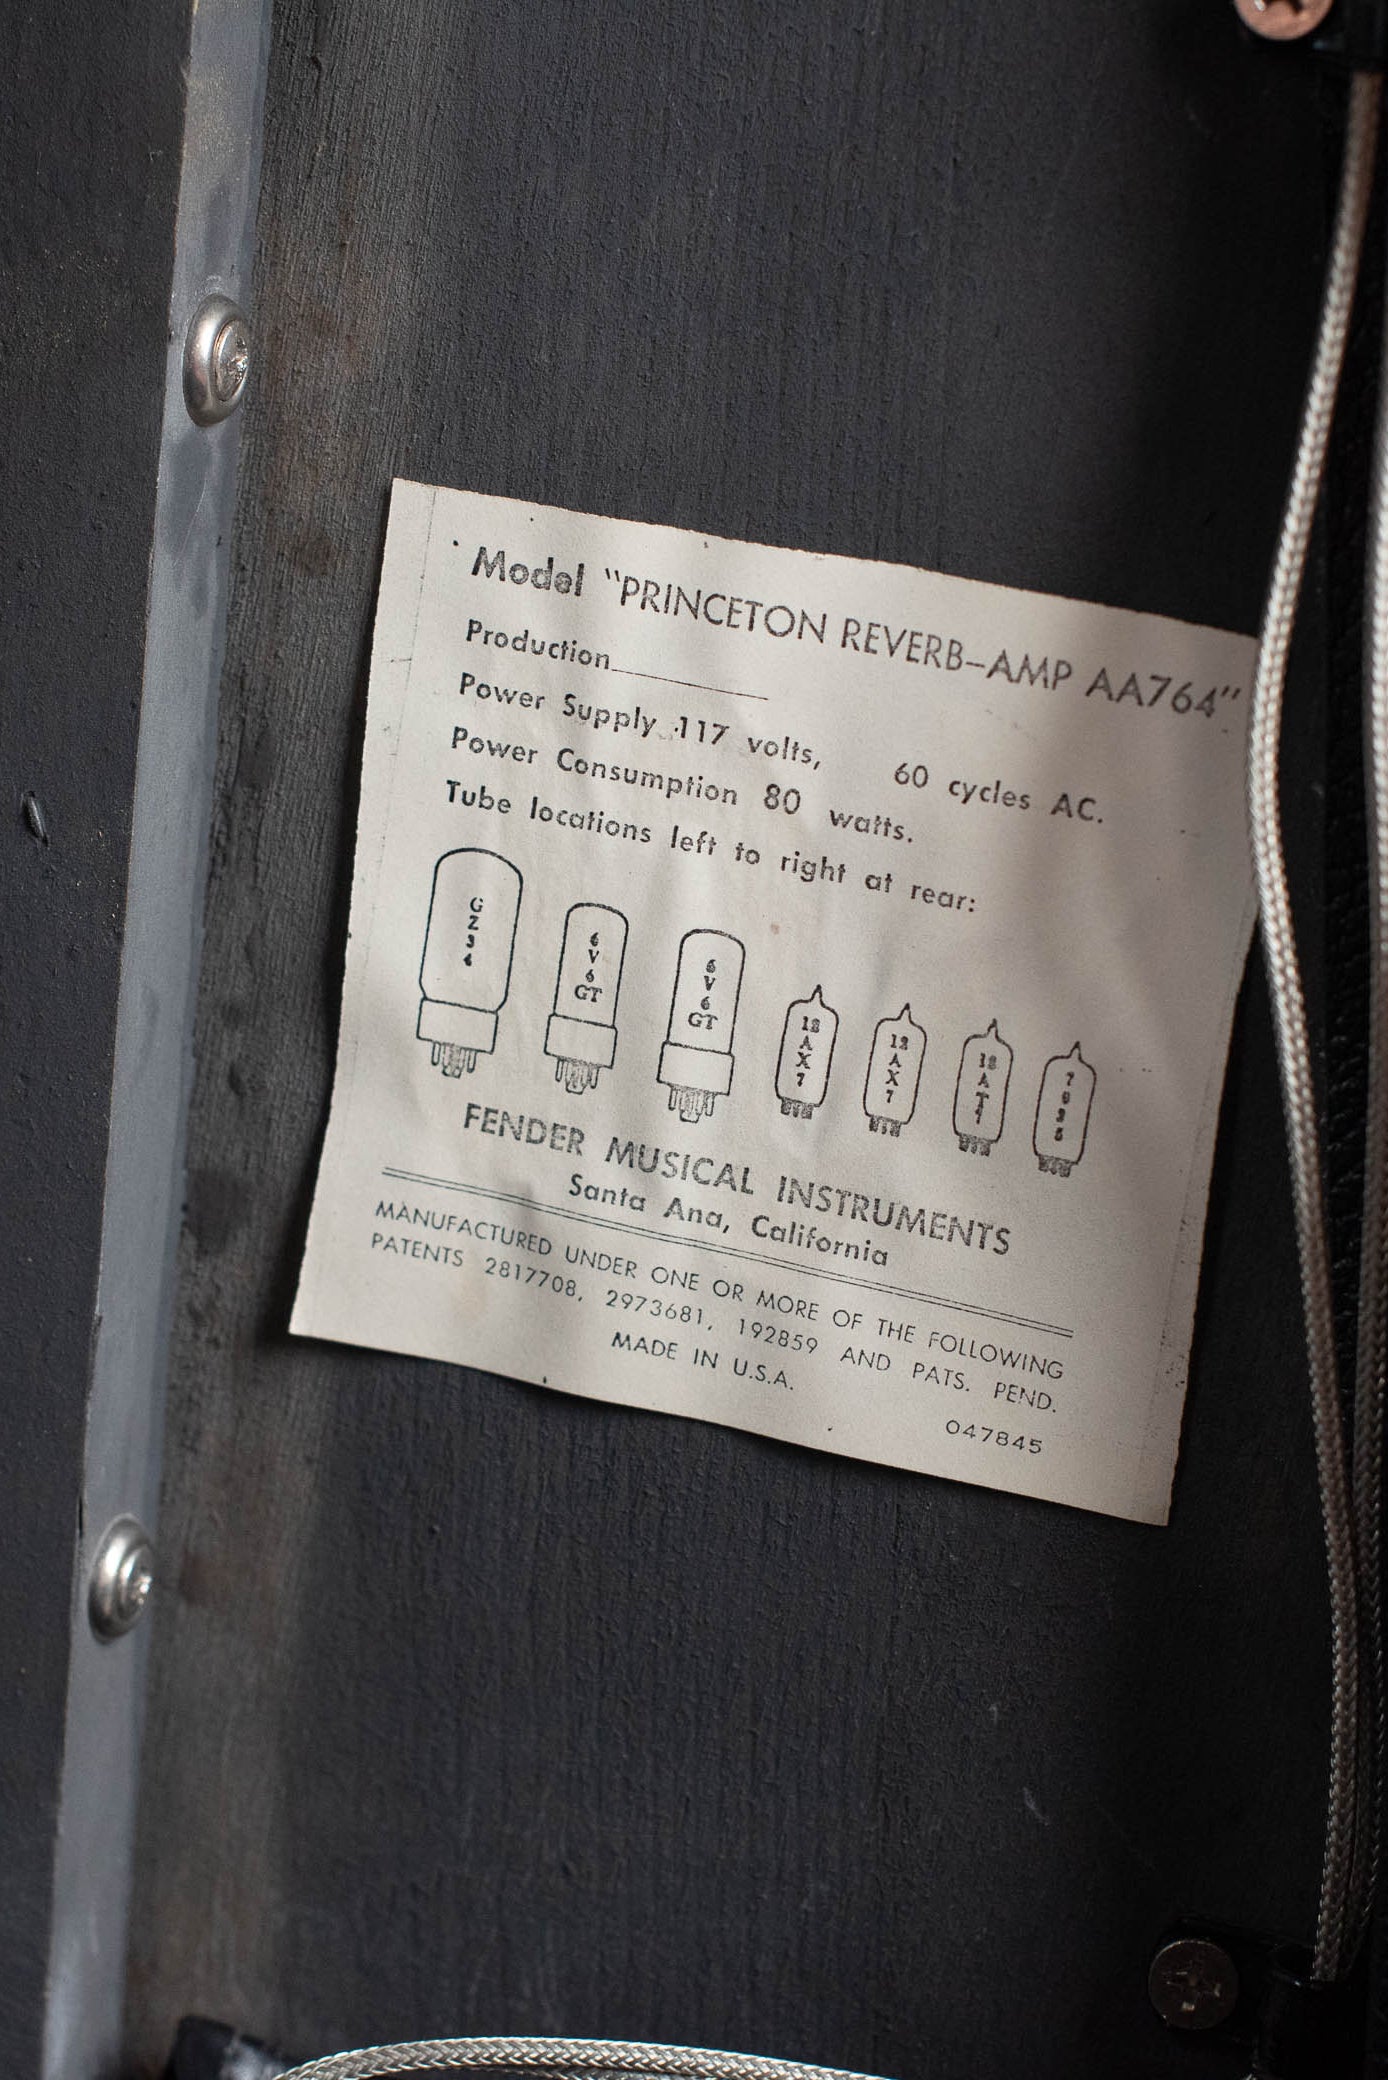 Model "PRINCETON REVERB-AMP AA764"
Production
Power Supply 117 volts, 60 cycles AC.
Power Consumption 80 watts.
Tube locations left to right at rear:
GZ34 6V6GT 6V6GT 12AX7 12AX7 12AT7 7025
FENDER MUSICAL INSTRUMENTS
Santa Ana, California
MANUFACTURED UNDER ONE OR MORE OF THE FOLLOWING
PATENTS 2817708, 2973681, 192859 AND PATS. PEND.
MADE IN U.S.A.
047845